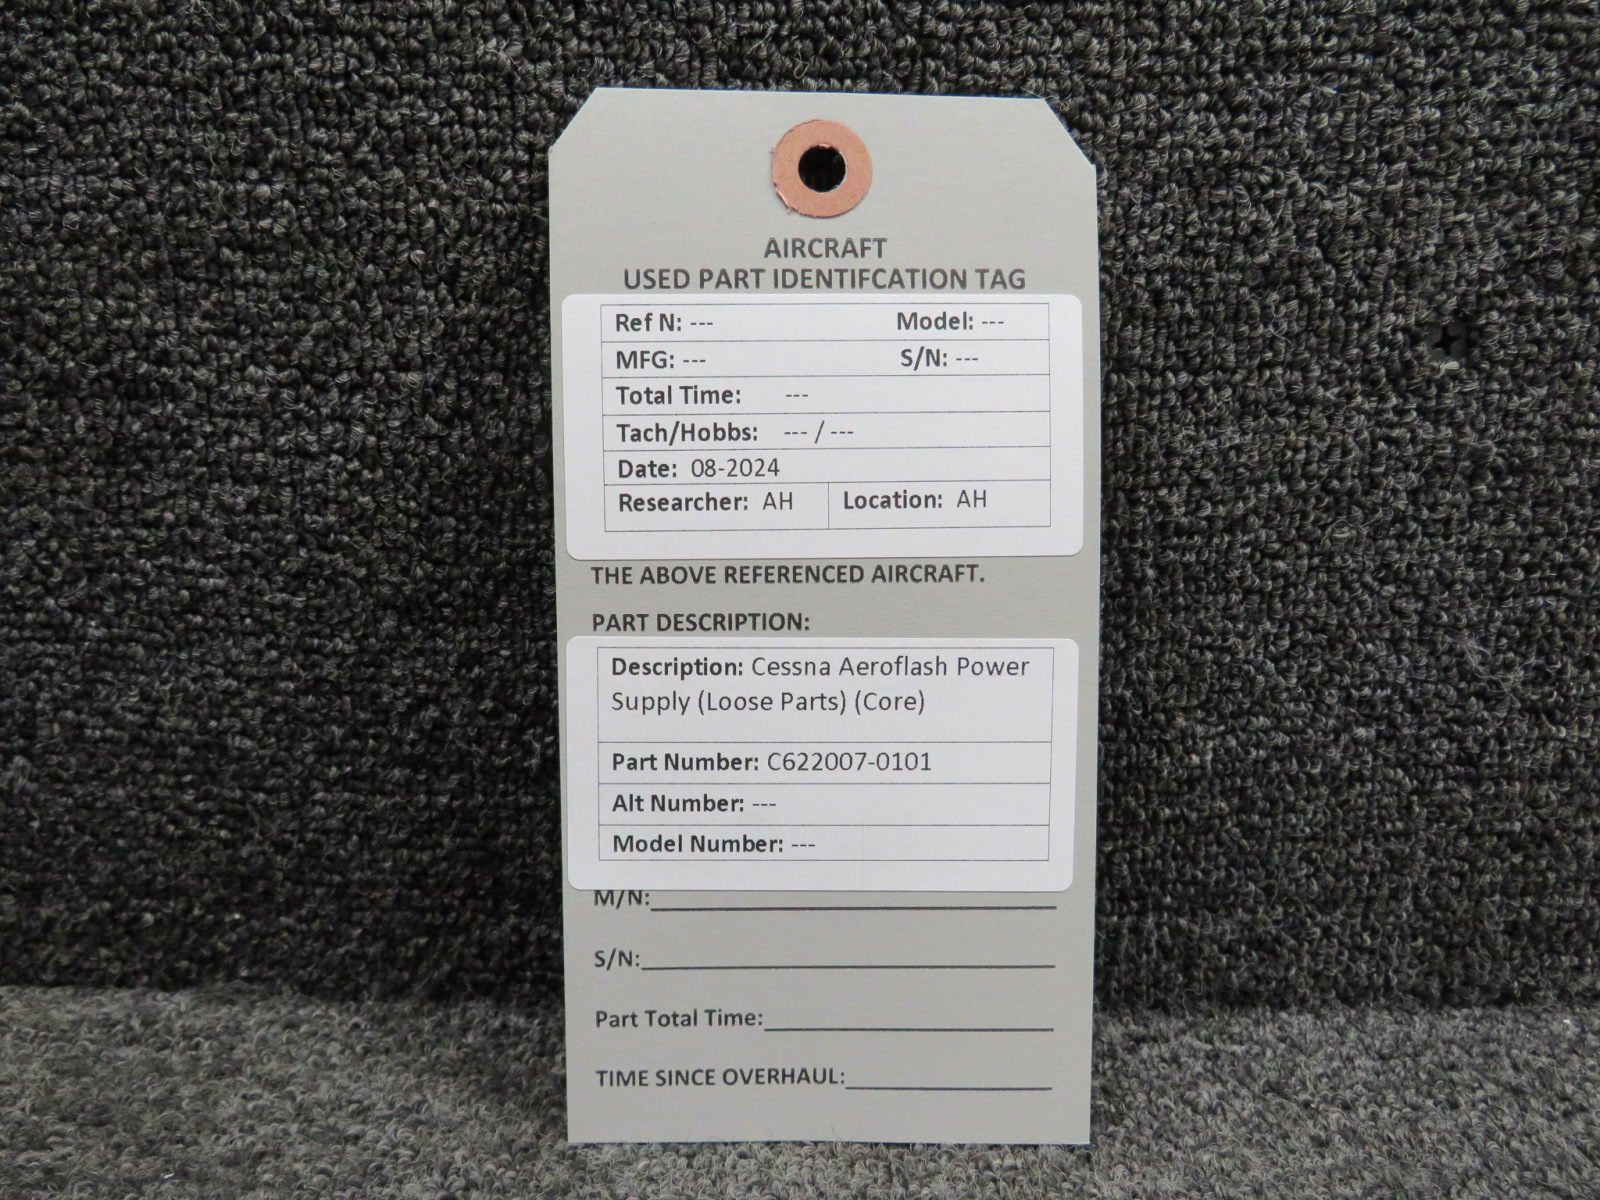 AIRCRAFT
USED PART IDENTIFCATION TAG
Ref N: --- Model: ---
MFG: --- S/N: ---
Total Time: ---
Tach/Hobbs: --- / ---
Date: 08-2024
Researcher: AH Location: AH
THE ABOVE REFERENCED AIRCRAFT.
PART DESCRIPTION:
Description: Cessna Aeroflash Power
Supply (Loose Parts) (Core)
Part Number: C622007-0101
Alt Number: ---
Model Number: ---
M/N:
S/N:
Part Total Time:
TIME SINCE OVERHAUL: